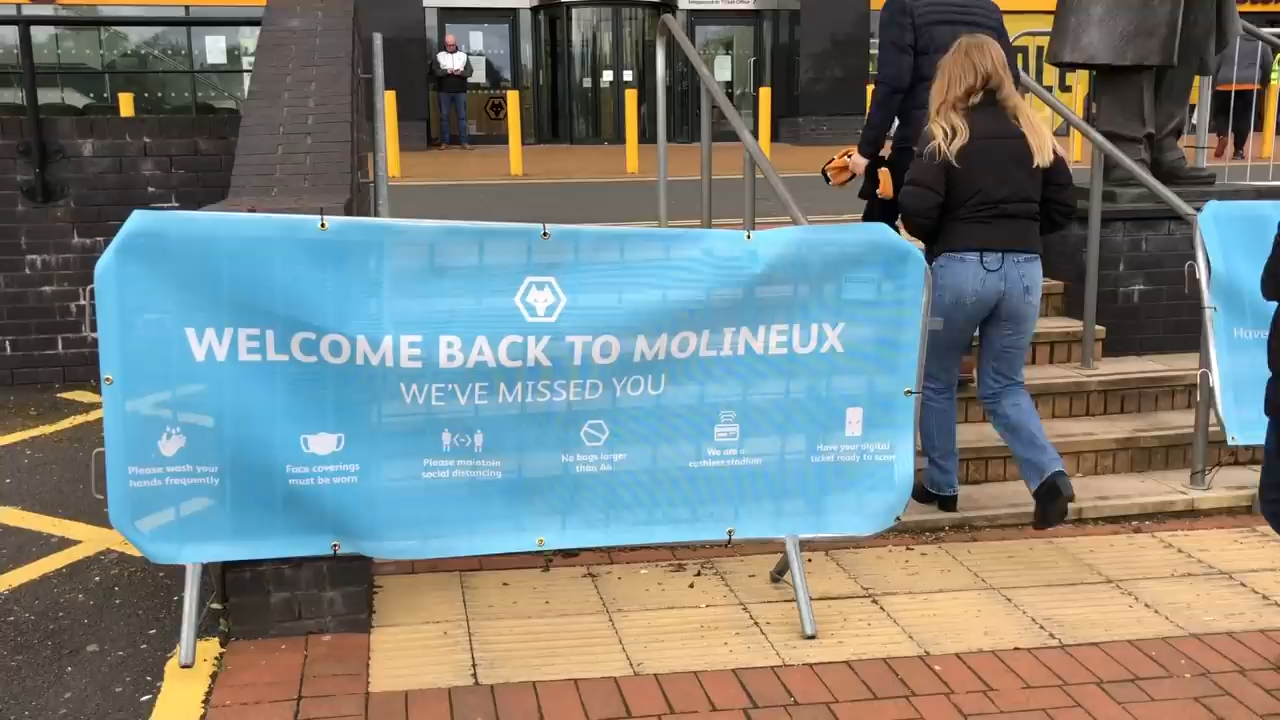 WELCOME BACK TO MOLINEUX
WE'VE MISSED YOU
Please wash your
hands frequently
Face coverings
must be worn
Please maintain
social distancing
No bags larger
than A4
We are a
cashless stadium
Have your digital
ticket ready to scan
Have